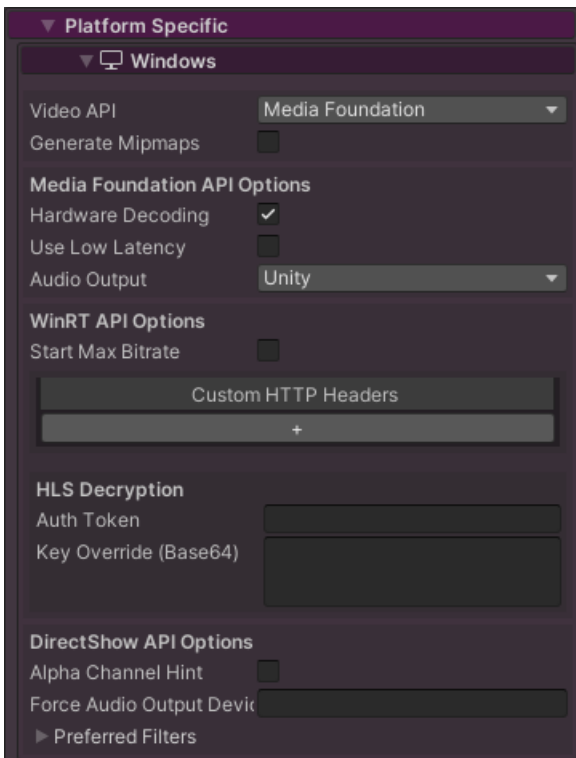 Platform Specific
Windows
Video API Media Foundation
Generate Mipmaps
Media Foundation API Options
Hardware Decoding
Use Low Latency
Audio Output Unity
WinRT API Options
Start Max Bitrate
Custom HTTP Headers
+
HLS Decryption
Auth Token
Key Override (Base64)
DirectShow API Options
Alpha Channel Hint
Force Audio Output Devic
Preferred Filters